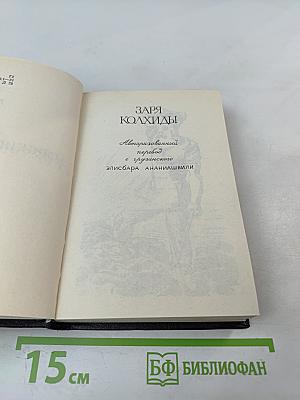 ЗАРЯ
КОЛХИДЫ
Авторизованный
перевод
с грузинского
ЭЛИСБАРА АНАНИАШВИЛИ
15 см
БФ БИБЛИОФАН